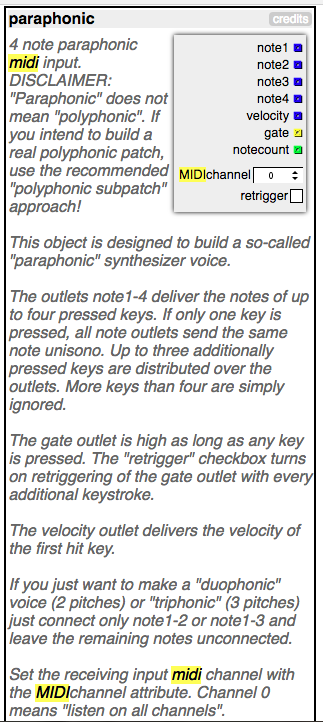 paraphonic credits
4 note paraphonic
midi input.
DISCLAIMER:
"Paraphonic" does not
mean "polyphonic". If
you intend to build a
real polyphonic patch,
use the recommended
"polyphonic subpatch"
approach!
note1
note2
note3
note4
velocity
gate
notecount
MIDIchannel 0
retrigger
This object is designed to build a so-called
"paraphonic" synthesizer voice.
The outlets note1-4 deliver the notes of up
to four pressed keys. If only one key is
pressed, all note outlets send the same
note unisono. Up to three additionally
pressed keys are distributed over the
outlets. More keys than four are simply
ignored.
The gate outlet is high as long as any key
is pressed. The "retrigger" checkbox turns
on retriggering of the gate outlet with every
additional keystroke.
The velocity outlet delivers the velocity of
the first hit key.
If you just want to make a "duophonic"
voice (2 pitches) or "triphonic" (3 pitches)
just connect only note1-2 or note1-3 and
leave the remaining notes unconnected.
Set the receiving input midi channel with
the MIDIchannel attribute. Channel 0
means "listen on all channels".